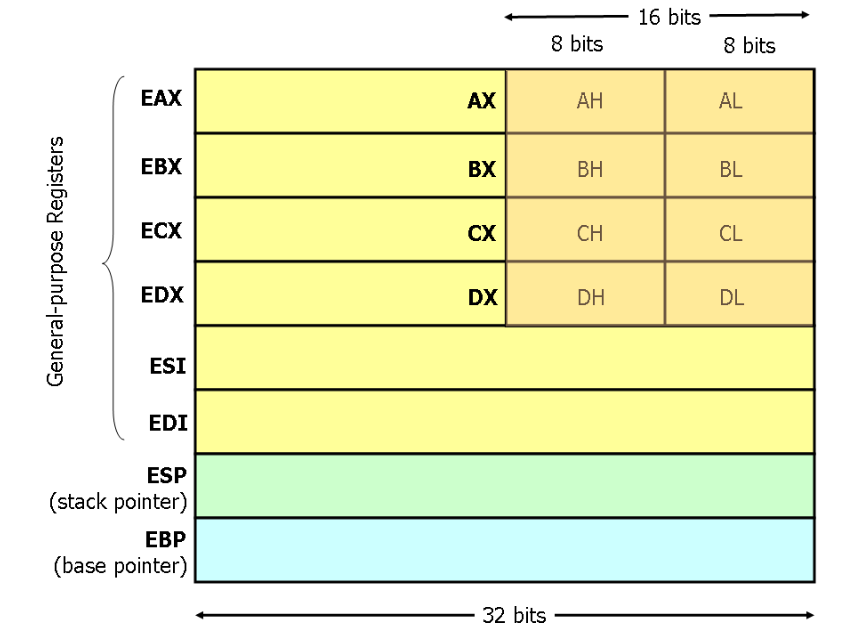 16 bits
8 bits 8 bits
General-purpose Registers
EAX AX AH AL
EBX BX BH BL
ECX CX CH CL
EDX DX DH DL
ESI
EDI
ESP
(stack pointer)
EBP
(base pointer)
32 bits